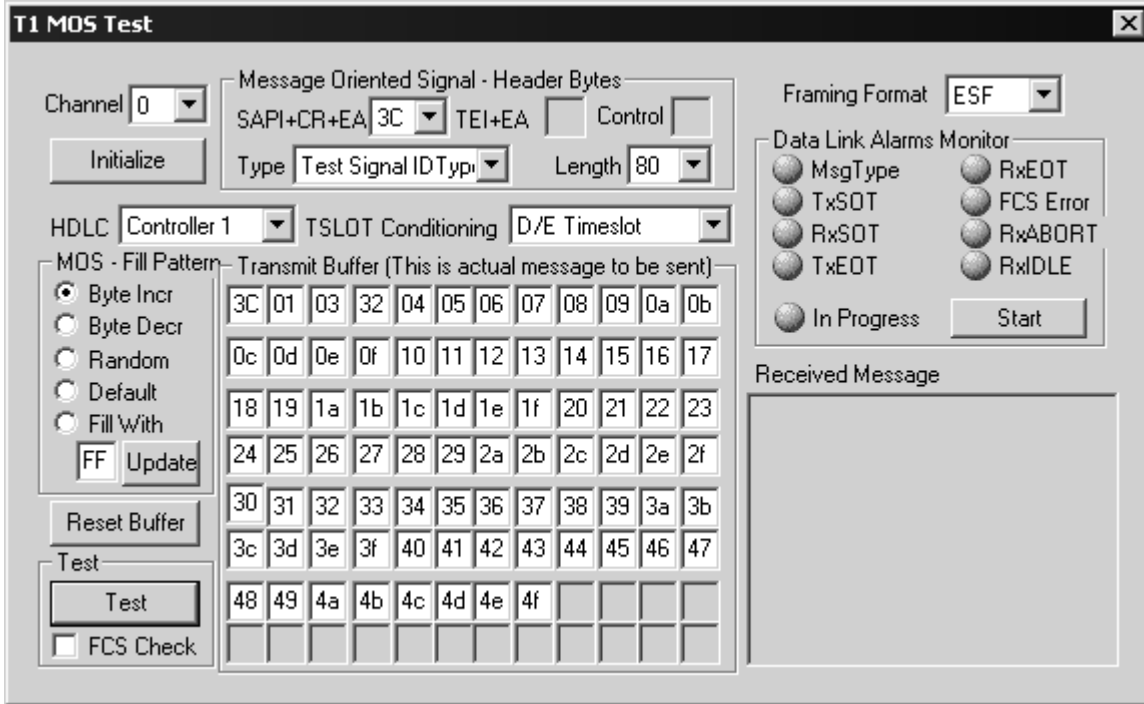 T1 MOS Test
Channel 0
Initialize
Message Oriented Signal - Header Bytes
SAPI+CR+EA 3C TEI+EA Control
Type Test Signal IDTyp Length 80
Framing Format ESF
HDLC Controller 1 TSLOT Conditioning D/E Timeslot
Data Link Alarms Monitor
MsgType RxEOT
TxSOT FCS Error
RxSOT RxABORT
TxEOT RxIDLE
In Progress Start
MOS - Fill Pattern
Byte Incr
Byte Decr
Random
Default
Fill With
FF Update
Reset Buffer
Test
Test
FCS Check
Transmit Buffer (This is actual message to be sent)
3C 01 03 32 04 05 06 07 08 09 0a 0b
0c 0d 0e 0f 10 11 12 13 14 15 16 17
18 19 1a 1b 1c 1d 1e 1f 20 21 22 23
24 25 26 27 28 29 2a 2b 2c 2d 2e 2f
30 31 32 33 34 35 36 37 38 39 3a 3b
3c 3d 3e 3f 40 41 42 43 44 45 46 47
48 49 4a 4b 4c 4d 4e 4f
Received Message